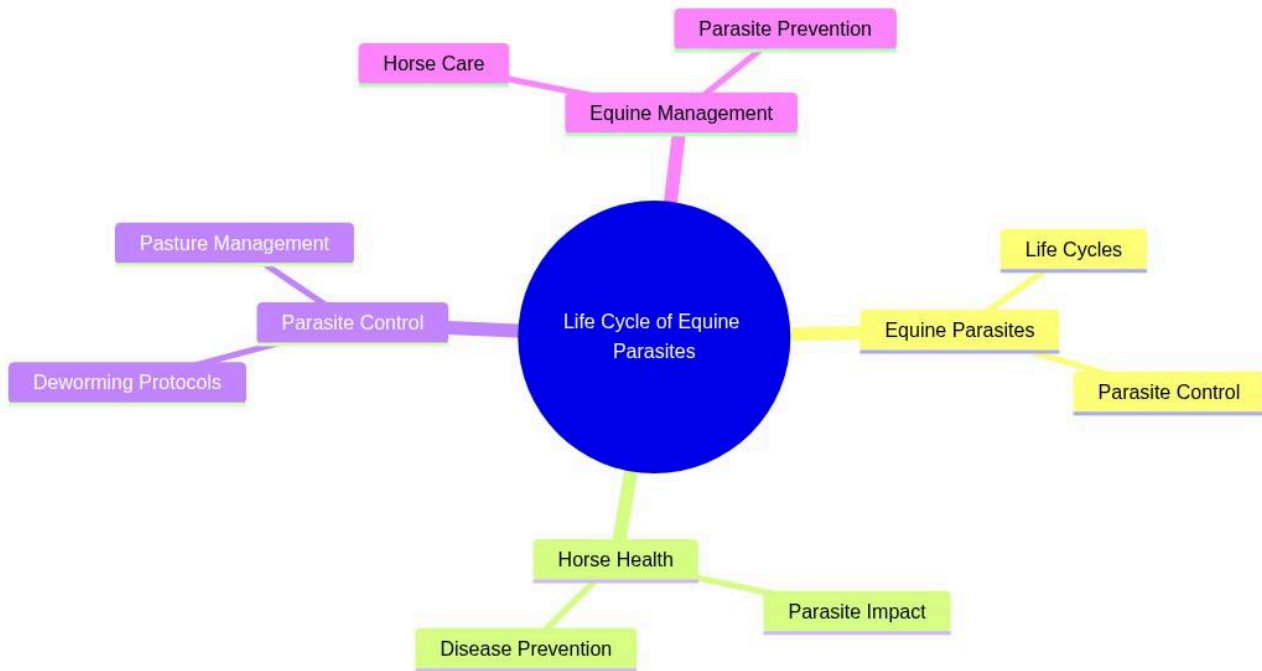 Parasite Prevention
Horse Care
Equine Management
Pasture Management
Life Cycles
Parasite Control
Life Cycle of Equine
Parasites
Equine Parasites
Deworming Protocols
Parasite Control
Horse Health
Parasite Impact
Disease Prevention